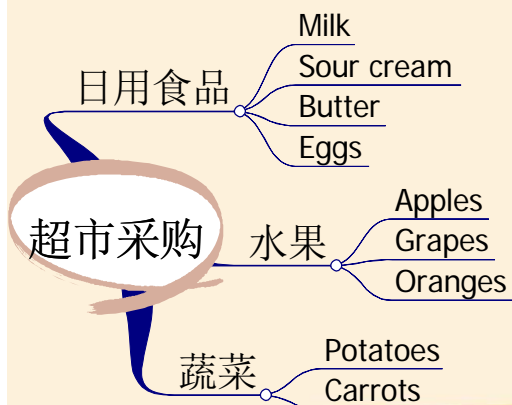 超市采购
日用食品
Milk
Sour cream
Butter
Eggs
水果
Apples
Grapes
Oranges
蔬菜
Potatoes
Carrots